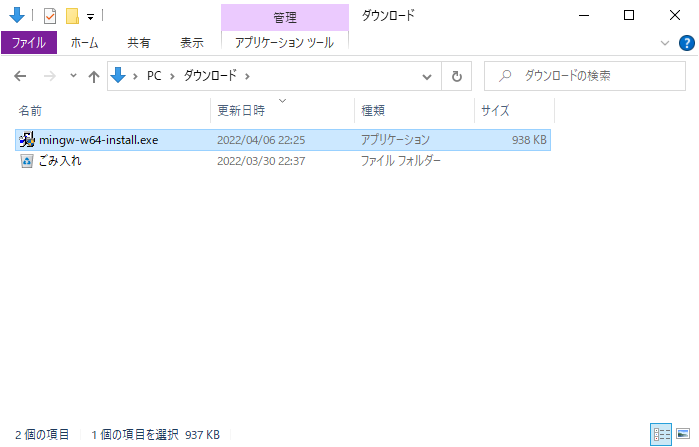 管理 ダウンロード
ファイル ホーム 共有 表示 アプリケーション ツール
PC ダウンロード ダウンロードの検索
名前 更新日時 種類 サイズ
mingw-w64-install.exe 2022/04/06 22:25 アプリケーション 938 KB
ごみ入れ 2022/03/30 22:37 ファイル フォルダー
2 個の項目 1 個の項目を選択 937 KB